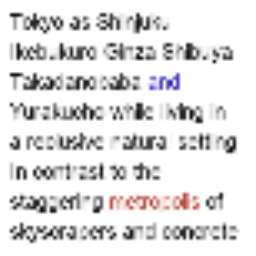 Tokyo as Shinjuku
Ikebukuro Ginza Shibuya
Takadanobaba and
Yurakucho while living in
a reclusive natural setting
in contrast to the
staggering metropolis of
skyscrapers and concrete